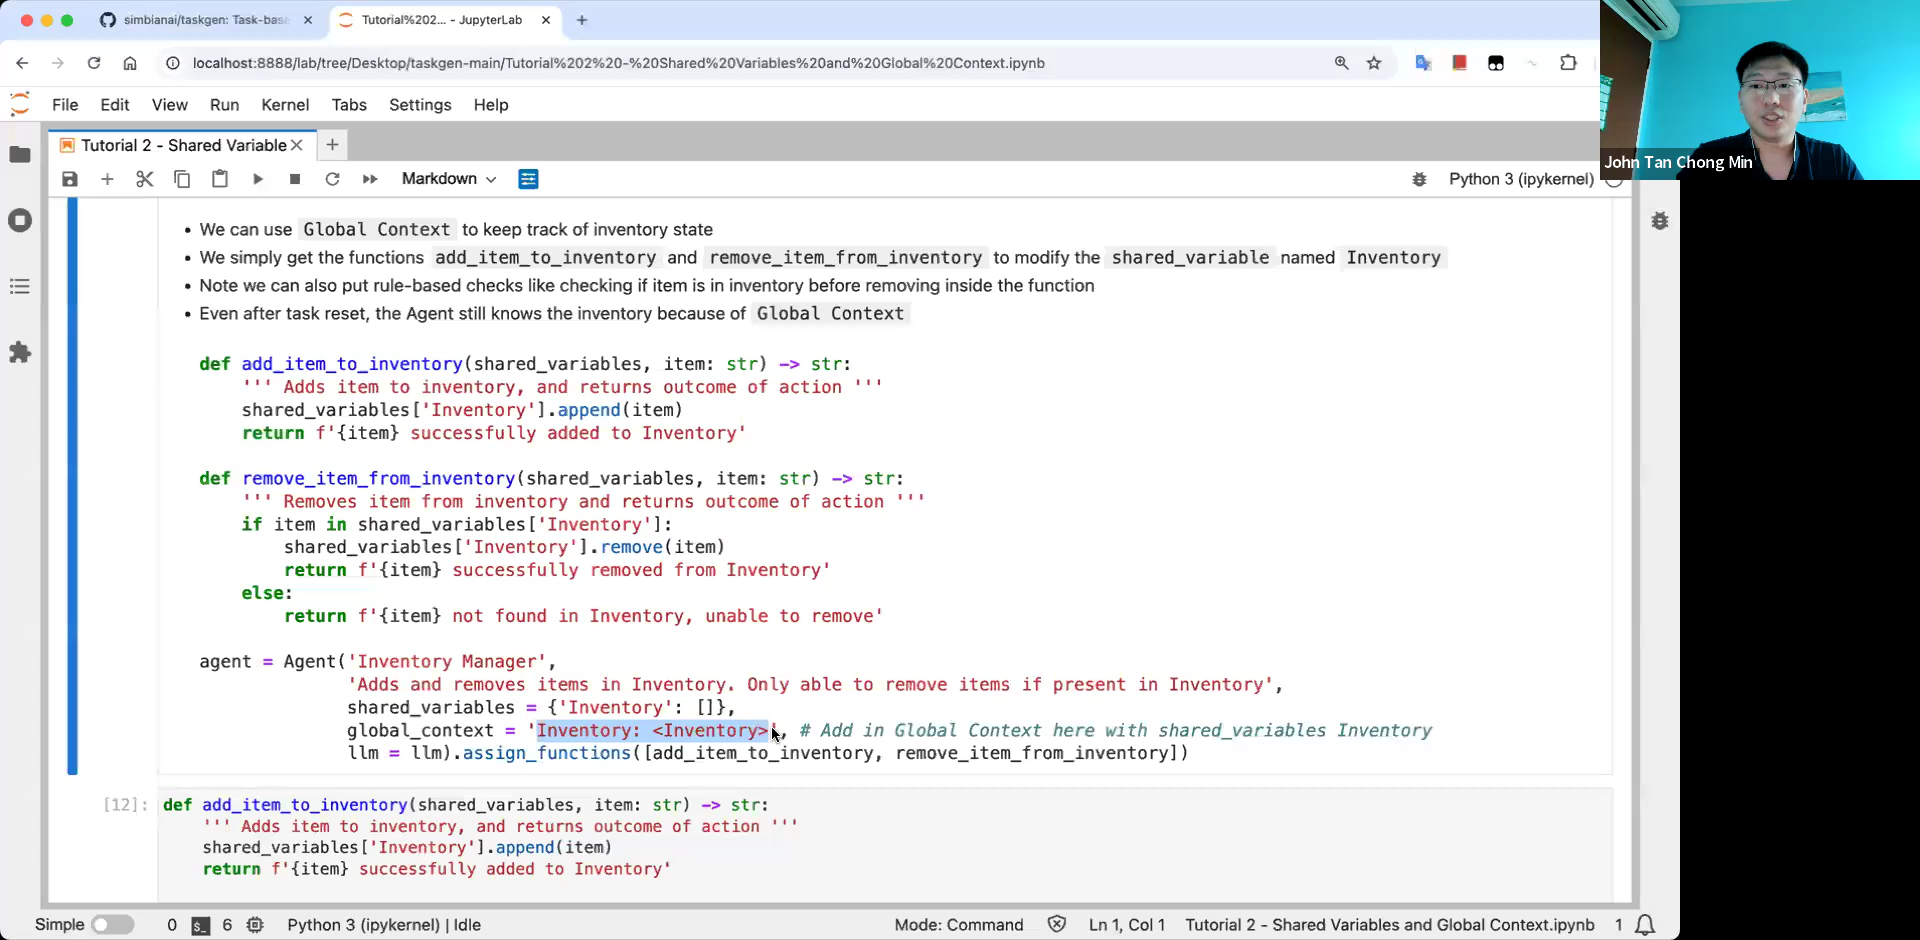 simbianai/taskgen: Task-bas
Tutorial%202... - JupyterLab
localhost:8888/lab/tree/Desktop/taskgen-main/Tutorial%202%20-%20Shared%20Variables%20and%20Global%20Context.ipynb
John Tan Chong Min
File Edit View Run Kernel Tabs Settings Help
Tutorial 2 - Shared Variable
Markdown
Python 3 (ipykernel)
• We can use Global Context to keep track of inventory state
• We simply get the functions add_item_to_inventory and remove_item_from_inventory to modify the shared_variable named Inventory
• Note we can also put rule-based checks like checking if item is in inventory before removing inside the function
• Even after task reset, the Agent still knows the inventory because of Global Context
def add_item_to_inventory(shared_variables, item: str) -> str:
''' Adds item to inventory, and returns outcome of action '''
shared_variables['Inventory'].append(item)
return f'{item} successfully added to Inventory'
def remove_item_from_inventory(shared_variables, item: str) -> str:
''' Removes item from inventory and returns outcome of action '''
if item in shared_variables['Inventory']:
shared_variables['Inventory'].remove(item)
return f'{item} successfully removed from Inventory'
else:
return f'{item} not found in Inventory, unable to remove'
agent = Agent('Inventory Manager',
'Adds and removes items in Inventory. Only able to remove items if present in Inventory',
shared_variables = {'Inventory': []},
global_context = 'Inventory: <Inventory>', # Add in Global Context here with shared_variables Inventory
llm = llm).assign_functions([add_item_to_inventory, remove_item_from_inventory])
[12]: def add_item_to_inventory(shared_variables, item: str) -> str:
''' Adds item to inventory, and returns outcome of action '''
shared_variables['Inventory'].append(item)
return f'{item} successfully added to Inventory'
Simple 0 $_ 6 Python 3 (ipykernel) | Idle Mode: Command Ln 1, Col 1 Tutorial 2 - Shared Variables and Global Context.ipynb 1